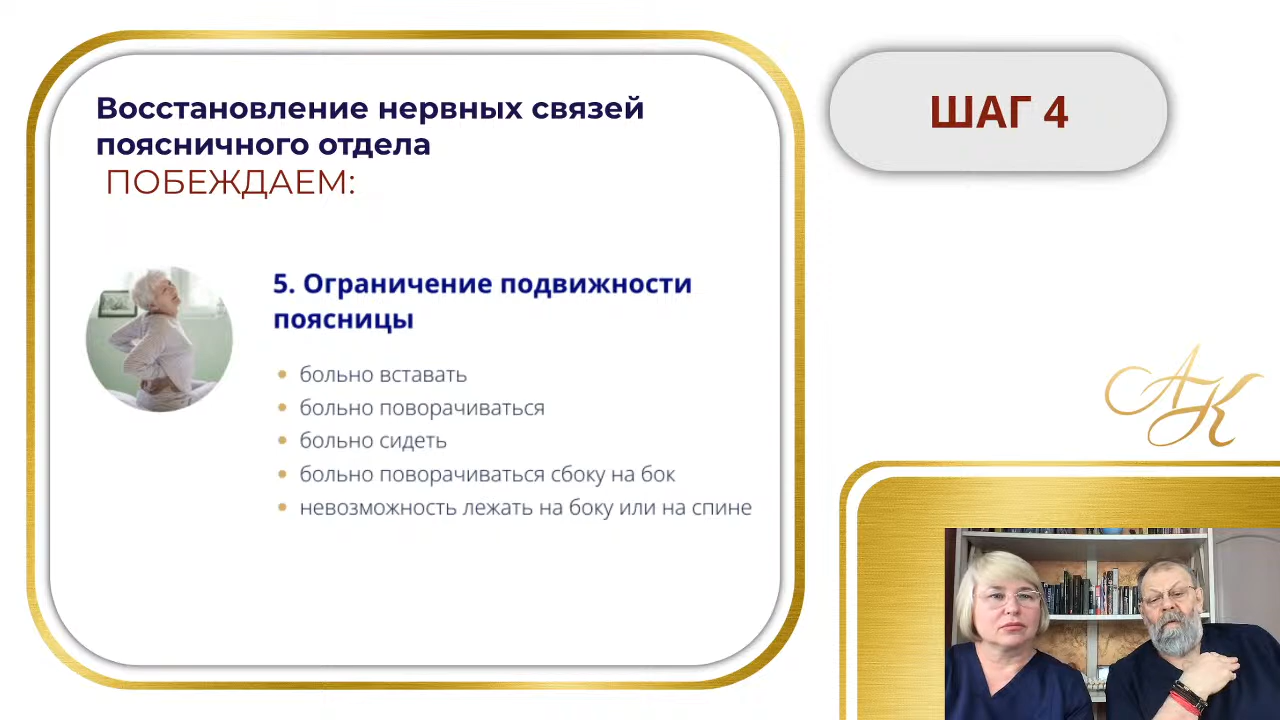 Восстановление нервных связей
поясничного отдела
ПОБЕЖДАЕМ:
5. Ограничение подвижности
поясницы
больно вставать
больно поворачиваться
больно сидеть
больно поворачиваться сбоку на бок
невозможность лежать на боку или на спине
ШАГ 4
АК